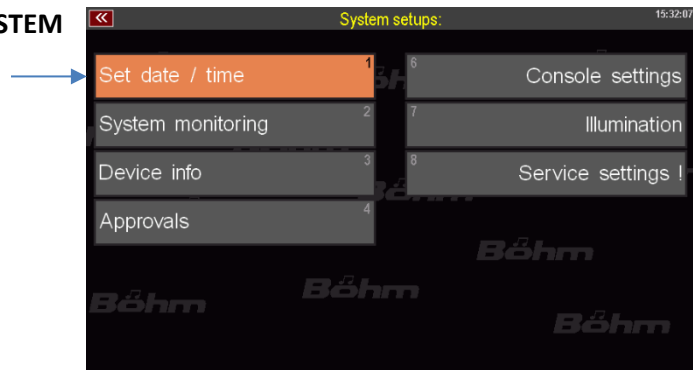 STEM
System setups:
15:32:07
Set date / time 1
System monitoring 2
Device info 3
Approvals 4
6 Console settings
7 Illumination
8 Service settings !
Böhm
Böhm
Böhm
Böhm